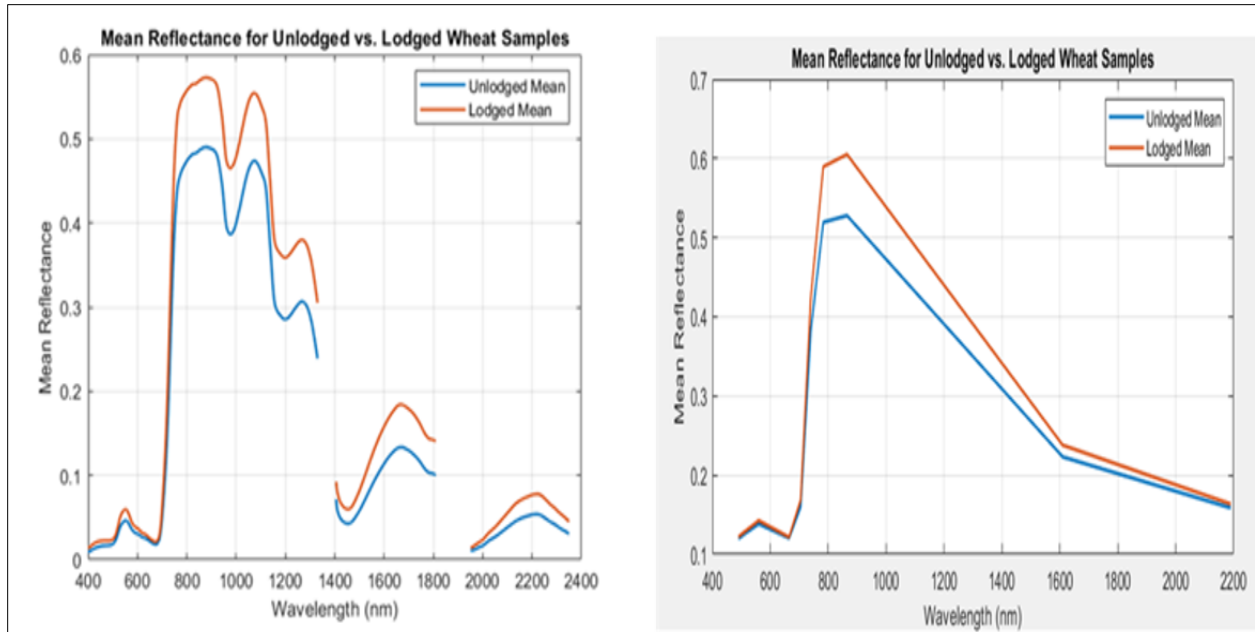 Mean Reflectance for Unlodged vs. Lodged Wheat Samples
Unlodged Mean
Lodged Mean
Mean Reflectance
0.6
0.5
0.4
0.3
0.2
0.1
0
400 600 800 1000 1200 1400 1600 1800 2000 2200 2400
Wavelength (nm)
Mean Reflectance for Unlodged vs. Lodged Wheat Samples
Unlodged Mean
Lodged Mean
Mean Reflectance
0.7
0.6
0.5
0.4
0.3
0.2
0.1
400 600 800 1000 1200 1400 1600 1800 2000 2200
Wavelength (nm)